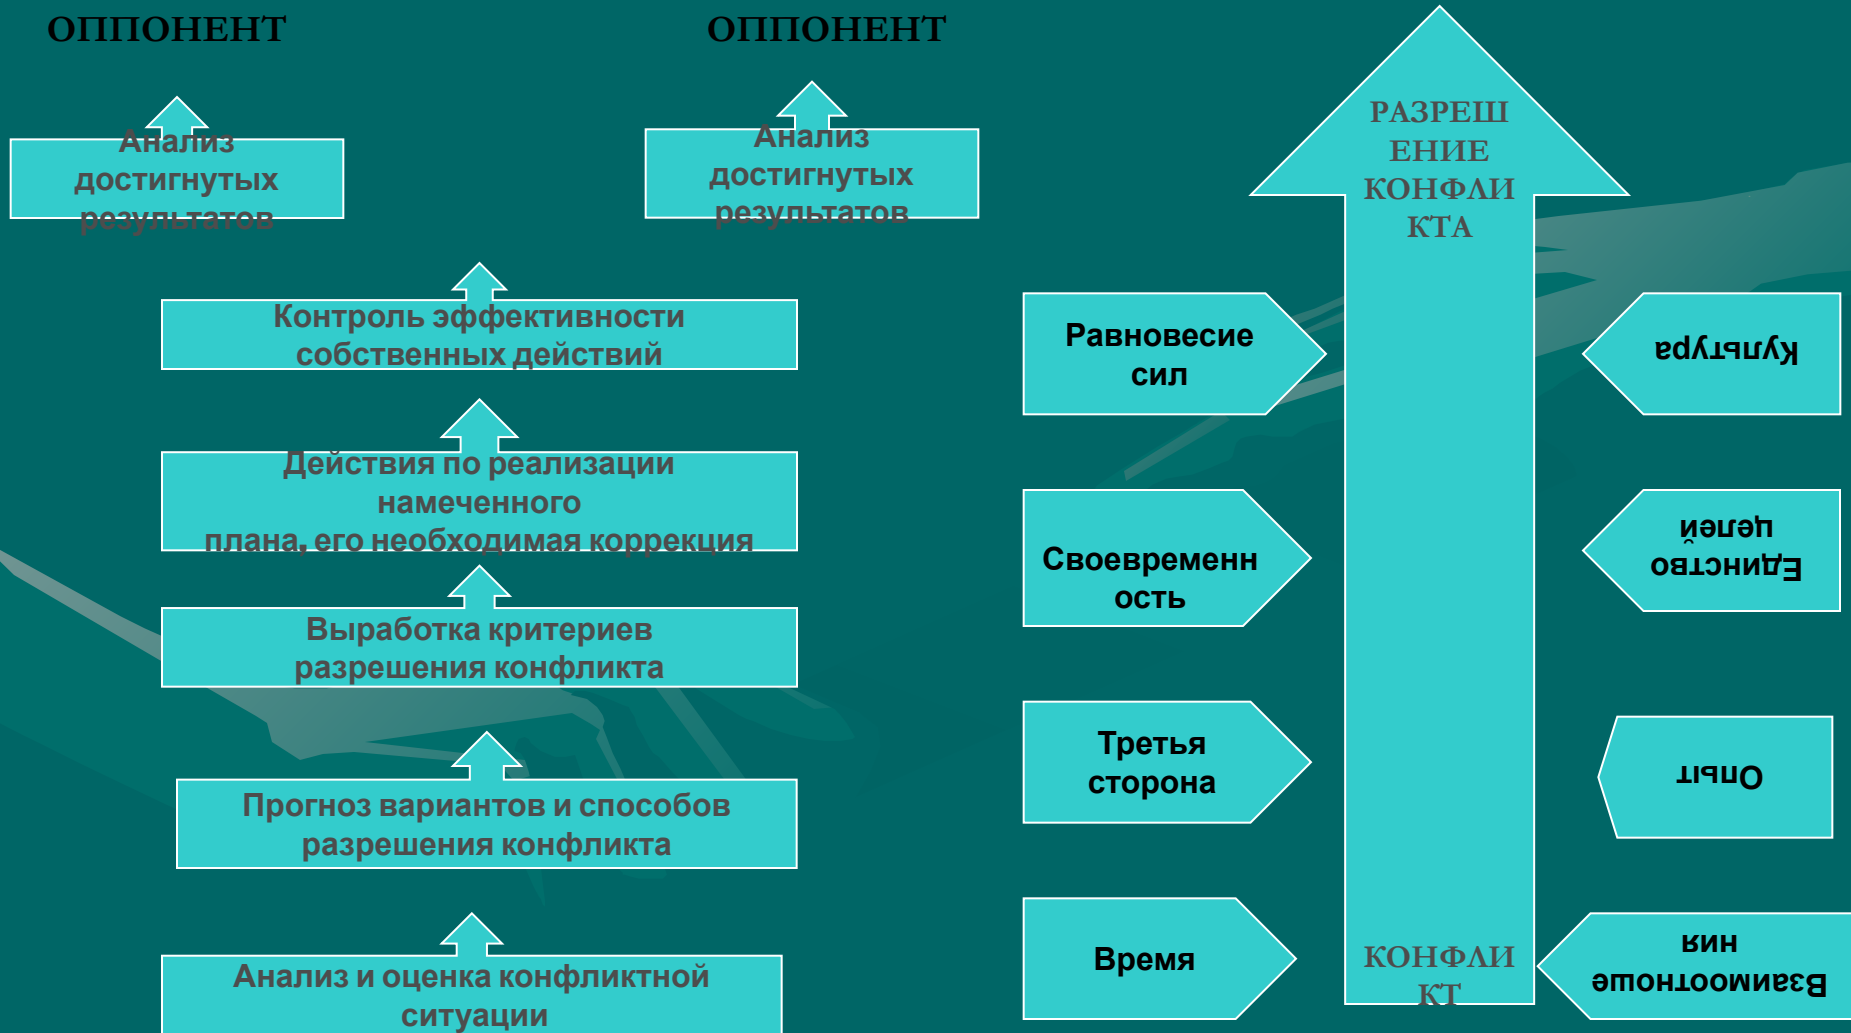 ОППОНЕНТ
ОППОНЕНТ
Анализ
достигнутых
результатов
Анализ
достигнутых
результатов
Контроль эффективности
собственных действий
Действия по реализации
намеченного
плана, его необходимая коррекция
Выработка критериев
разрешения конфликта
Прогноз вариантов и способов
разрешения конфликта
Анализ и оценка конфликтной
ситуации
РАЗРЕШ
ЕНИЕ
КОНФЛИ
КТА
КОНФЛИ
КТ
Равновесие
сил
Своевременн
ость
Третья
сторона
Время
Культура
Единство
целей
Опыт
Взаимоотноше
ния